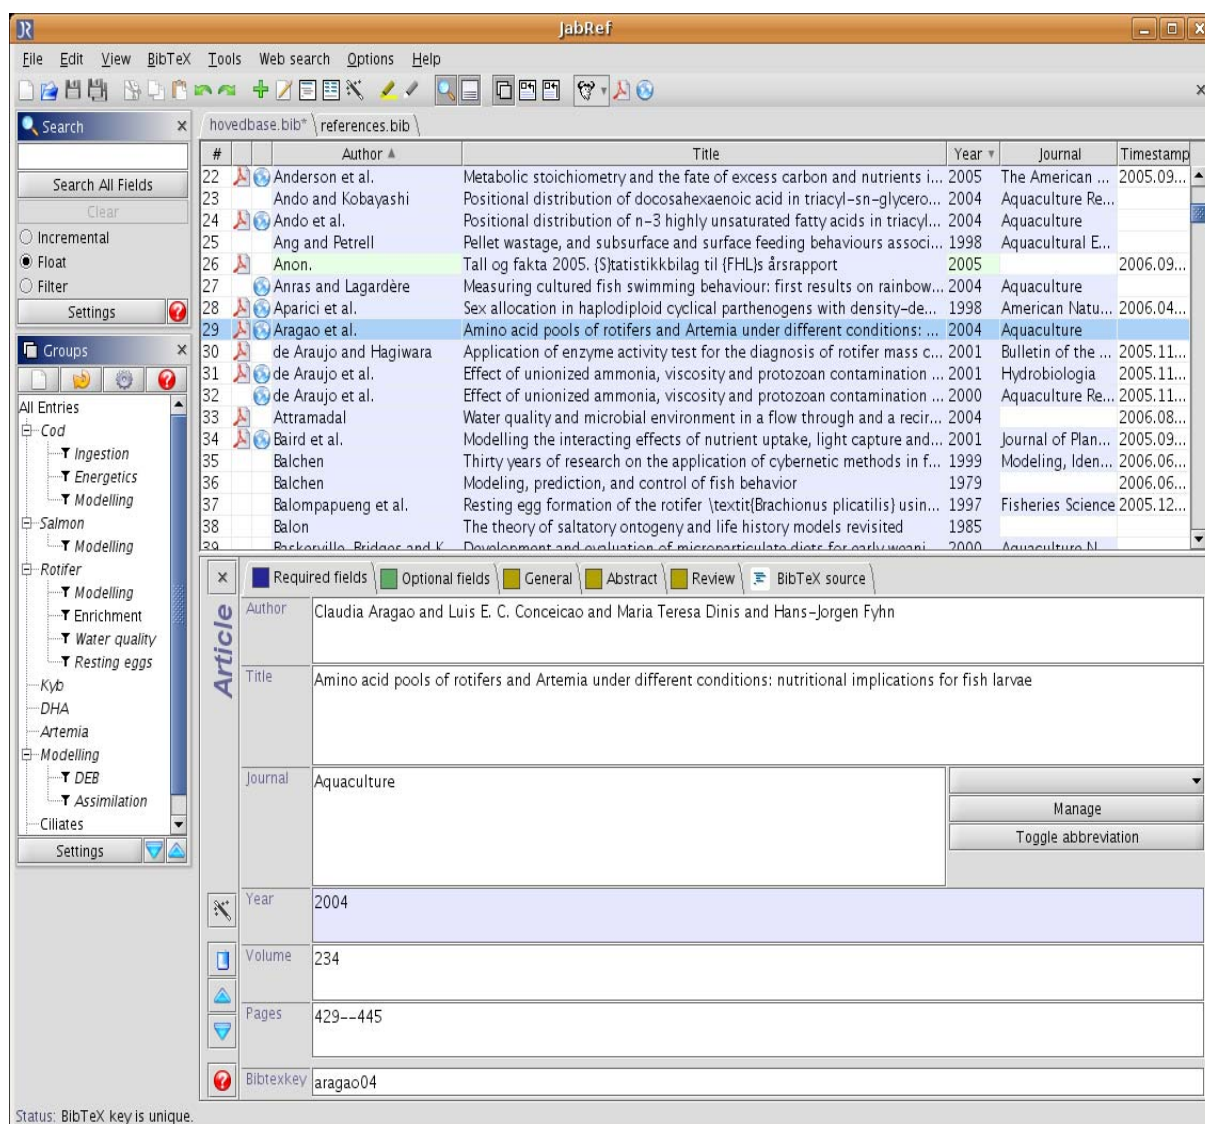 JabRef
File Edit View BibTeX Tools Web search Options Help
Search
Search All Fields
Clear
Incremental
Float
Filter
Settings
Groups
All Entries
Cod
Ingestion
Energetics
Modelling
Salmon
Modelling
Rotifer
Modelling
Enrichment
Water quality
Resting eggs
Kyb
DHA
Artemia
Modelling
DEB
Assimilation
Ciliates
Settings
hovedbase.bib* references.bib
# Author Title Year Journal Timestamp
22 Anderson et al. Metabolic stoichiometry and the fate of excess carbon and nutrients i... 2005 The American ... 2005.09...
23 Ando and Kobayashi Positional distribution of docosahexaenoic acid in triacyl-sn-glycero... 2004 Aquaculture Re...
24 Ando et al. Positional distribution of n-3 highly unsaturated fatty acids in triacyl... 2004 Aquaculture
25 Ang and Petrell Pellet wastage, and subsurface and surface feeding behaviours associ... 1998 Aquacultural E...
26 Anon. Tall og fakta 2005. {S}tatistikkbilag til {FHL}s årsrapport 2005 2006.09...
27 Anras and Lagardère Measuring cultured fish swimming behaviour: first results on rainbow... 2004 Aquaculture
28 Aparici et al. Sex allocation in haplodiploid cyclical parthenogens with density-de... 1998 American Natu... 2006.04...
29 Aragao et al. Amino acid pools of rotifers and Artemia under different conditions: ... 2004 Aquaculture
30 de Araujo and Hagiwara Application of enzyme activity test for the diagnosis of rotifer mass c... 2001 Bulletin of the ... 2005.11...
31 de Araujo et al. Effect of unionized ammonia, viscosity and protozoan contamination ... 2001 Hydrobiologia 2005.11...
32 de Araujo et al. Effect of unionized ammonia, viscosity and protozoan contamination ... 2000 Aquaculture Re... 2005.11...
33 Attramadal Water quality and microbial environment in a flow through and a recir... 2004 2006.08...
34 Baird et al. Modelling the interacting effects of nutrient uptake, light capture and... 2001 Journal of Plan... 2005.09...
35 Balchen Thirty years of research on the application of cybernetic methods in f... 1999 Modeling, Iden... 2006.06...
36 Balchen Modeling, prediction, and control of fish behavior 1979 2006.06...
37 Balompapueng et al. Resting egg formation of the rotifer \textit{Brachionus plicatilis} usin... 1997 Fisheries Science 2005.12...
38 Balon The theory of saltatory ontogeny and life history models revisited 1985
39 Baskerville-Bridges and K... Development and evaluation of microparticulate diets for early weani... 2000 Aquaculture N...
Required fields Optional fields General Abstract Review BibTeX source
Article
Author Claudia Aragao and Luis E. C. Conceicao and Maria Teresa Dinis and Hans-Jorgen Fyhn
Title Amino acid pools of rotifers and Artemia under different conditions: nutritional implications for fish larvae
Journal Aquaculture
Manage
Toggle abbreviation
Year 2004
Volume 234
Pages 429--445
Bibtexkey aragao04
Status: BibTeX key is unique.